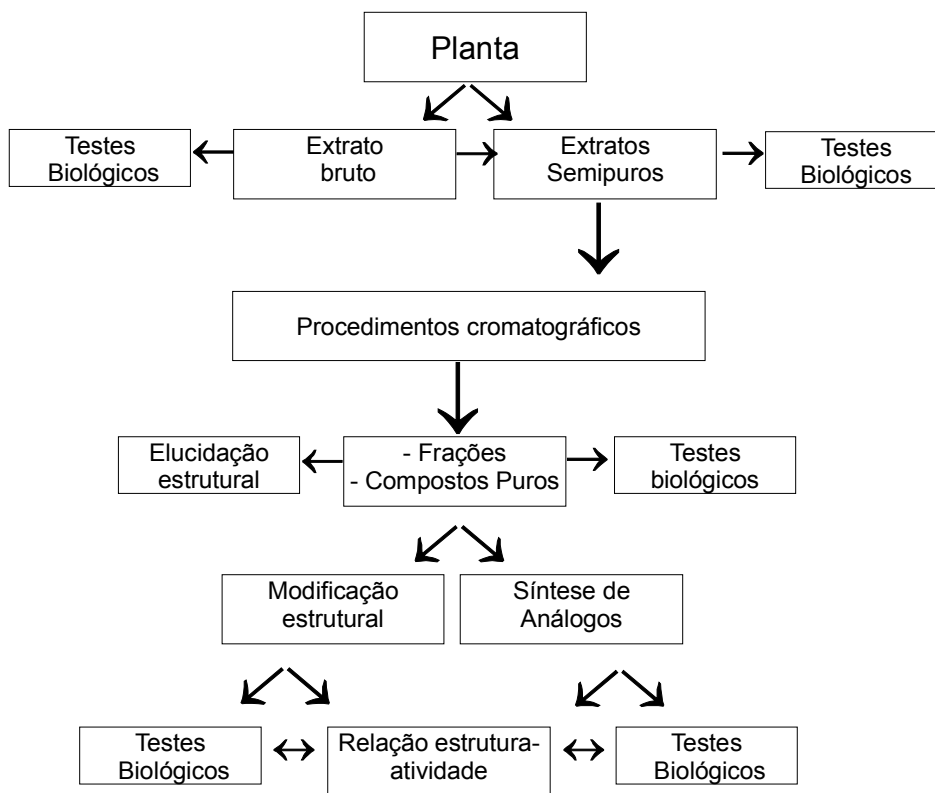 Planta
Testes
Biológicos
Extrato
bruto
Extratos
Semipuros
Testes
Biológicos
Procedimentos cromatográficos
Elucidação
estrutural
- Frações
- Compostos Puros
Testes
biológicos
Modificação
estrutural
Síntese de
Análogos
Testes
Biológicos
Relação estrutura-
atividade
Testes
Biológicos